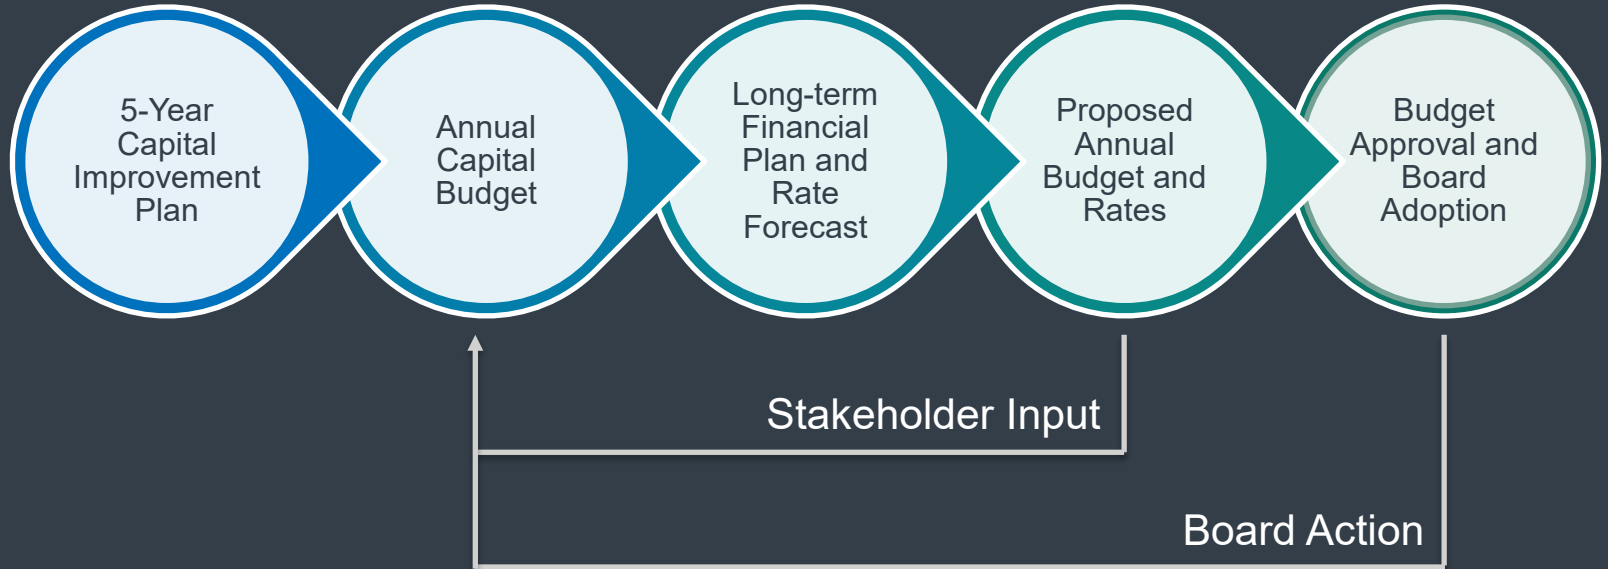 5-Year
Capital
Improvement
Plan
Annual
Capital
Budget
Long-term
Financial
Plan and
Rate
Forecast
Proposed
Annual
Budget and
Rates
Budget
Approval and
Board
Adoption
Stakeholder Input
Board Action